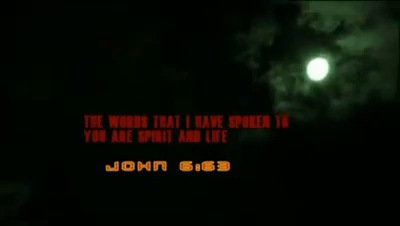 THE WORDS THAT I HAVE SPOKEN TO
YOU ARE SPIRIT AND LIFE
JOHN 6:63